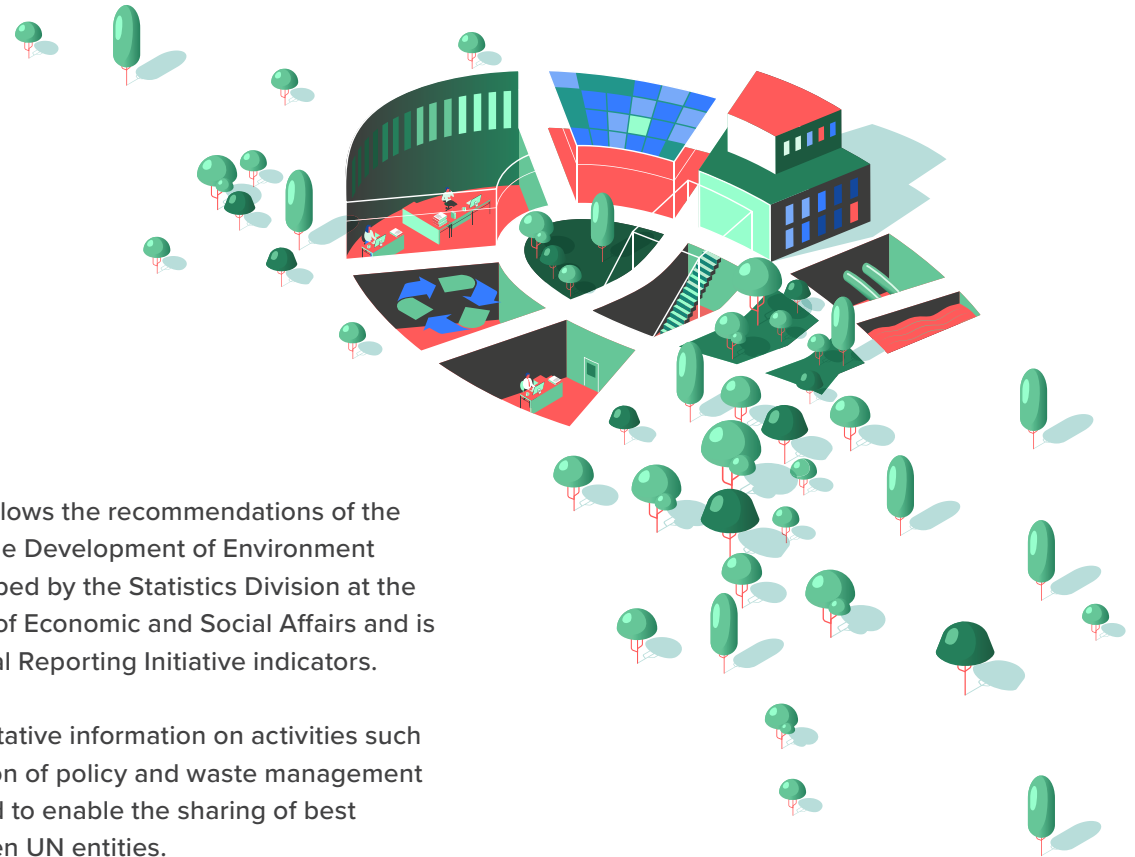 lows the recommendations of the
e Development of Environment
ped by the Statistics Division at the
of Economic and Social Affairs and is
al Reporting Initiative indicators.
tative information on activities such
on of policy and waste management
d to enable the sharing of best
en UN entities.